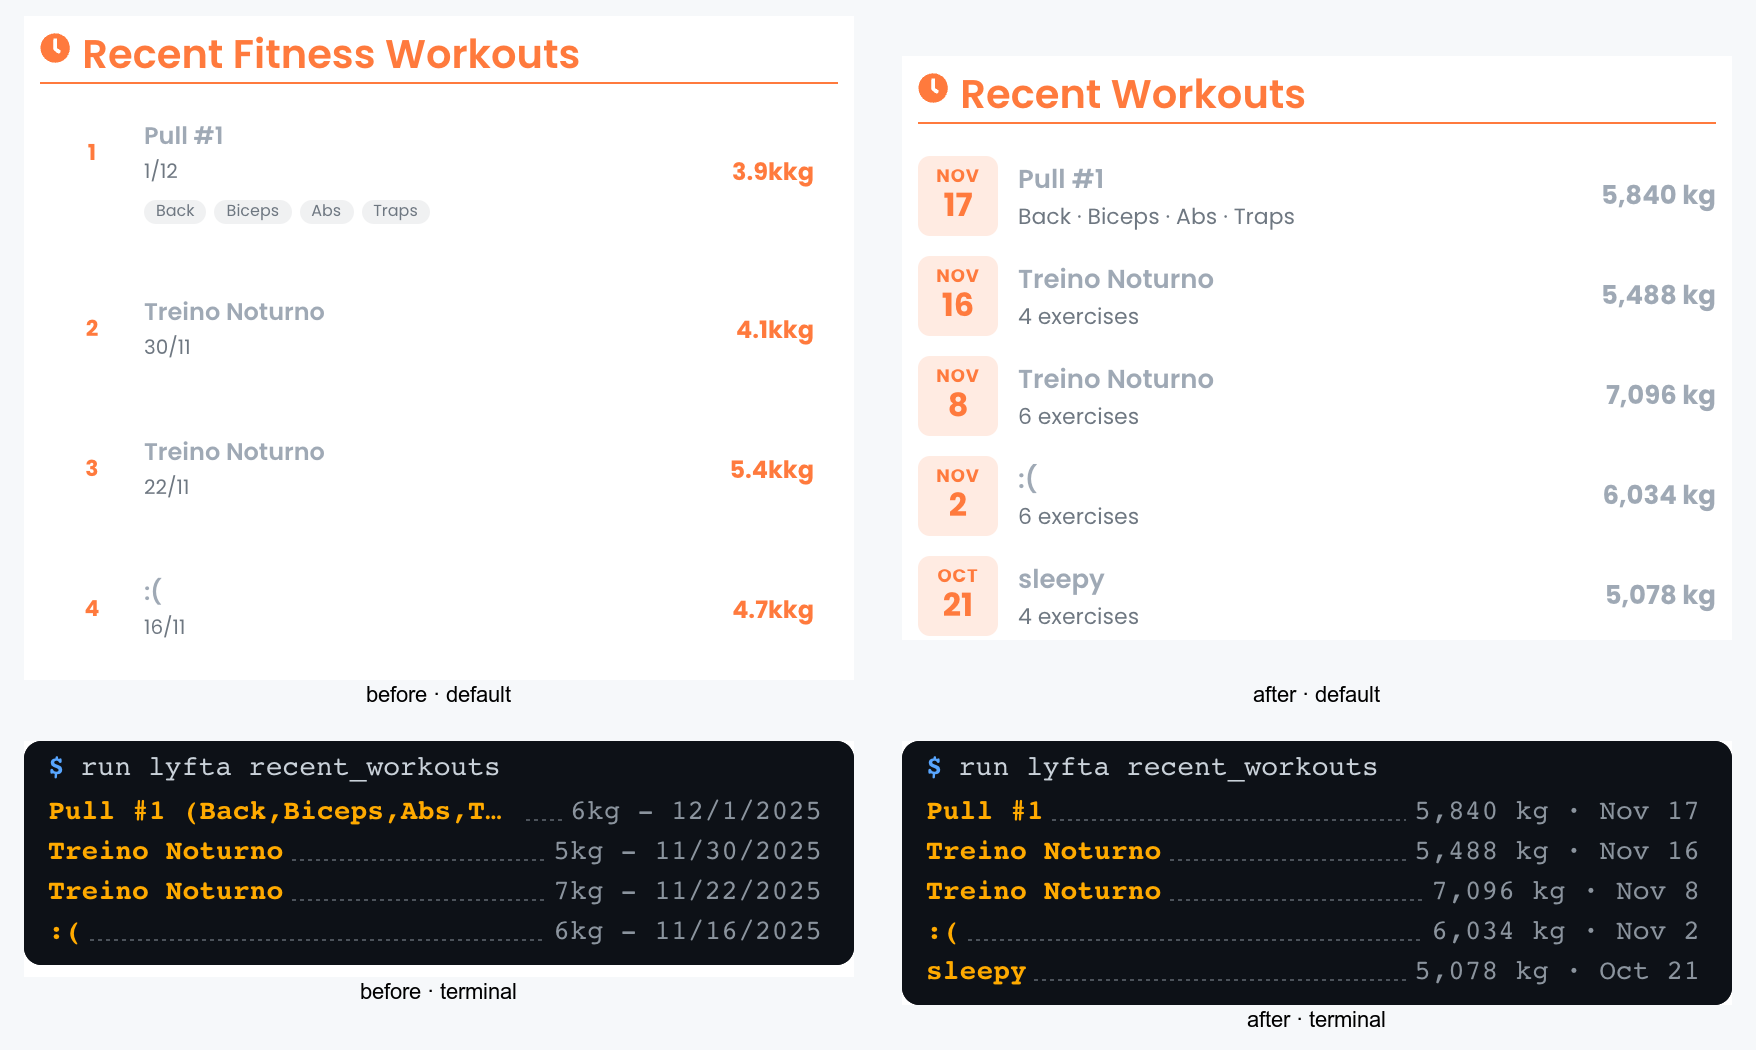 Recent Fitness Workouts
1
Pull #1
1/12
Back Biceps Abs Traps
3.9kkg
2
Treino Noturno
30/11
4.1kkg
3
Treino Noturno
22/11
5.4kkg
4
:(
16/11
4.7kkg
before · default
Recent Workouts
NOV
17
Pull #1
Back · Biceps · Abs · Traps
5,840 kg
NOV
16
Treino Noturno
4 exercises
5,488 kg
NOV
8
Treino Noturno
6 exercises
7,096 kg
NOV
2
:(
6 exercises
6,034 kg
OCT
21
sleepy
4 exercises
5,078 kg
after · default
$ run lyfta recent_workouts
Pull #1 (Back,Biceps,Abs,T… 6kg – 12/1/2025
Treino Noturno 5kg – 11/30/2025
Treino Noturno 7kg – 11/22/2025
:( 6kg – 11/16/2025
before · terminal
$ run lyfta recent_workouts
Pull #1 5,840 kg · Nov 17
Treino Noturno 5,488 kg · Nov 16
Treino Noturno 7,096 kg · Nov 8
:( 6,034 kg · Nov 2
sleepy 5,078 kg · Oct 21
after · terminal